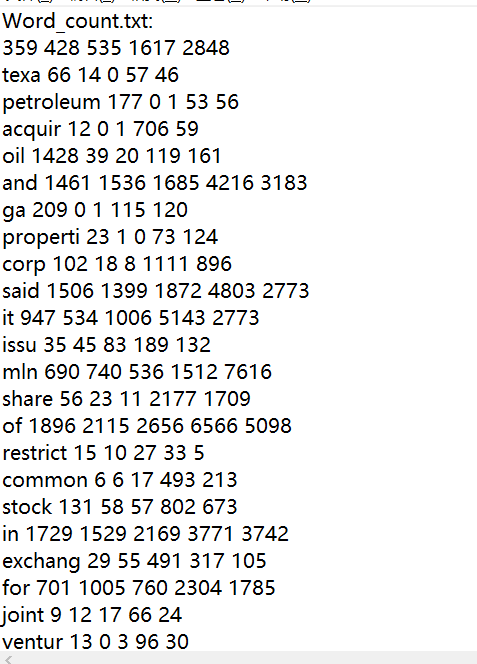 Word_count.txt:
359 428 535 1617 2848
texa 66 14 0 57 46
petroleum 177 0 1 53 56
acquir 12 0 1 706 59
oil 1428 39 20 119 161
and 1461 1536 1685 4216 3183
ga 209 0 1 115 120
properti 23 1 0 73 124
corp 102 18 8 1111 896
said 1506 1399 1872 4803 2773
it 947 534 1006 5143 2773
issu 35 45 83 189 132
mln 690 740 536 1512 7616
share 56 23 11 2177 1709
of 1896 2115 2656 6566 5098
restrict 15 10 27 33 5
common 6 6 17 493 213
stock 131 58 57 802 673
in 1729 1529 2169 3771 3742
exchang 29 55 491 317 105
for 701 1005 760 2304 1785
joint 9 12 17 66 24
ventur 13 0 3 96 30